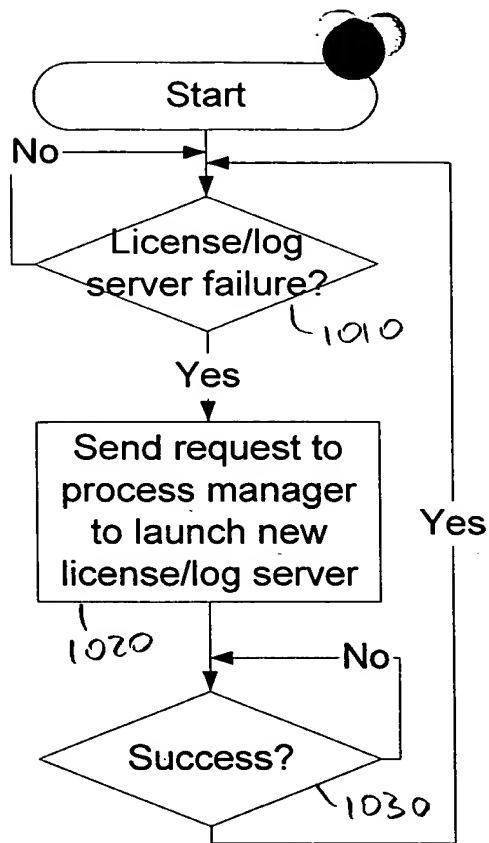 Start
No
License/log
server failure?
1010
Yes
Send request to
process manager
to launch new
license/log server
Yes
1020
No
Success?
1030